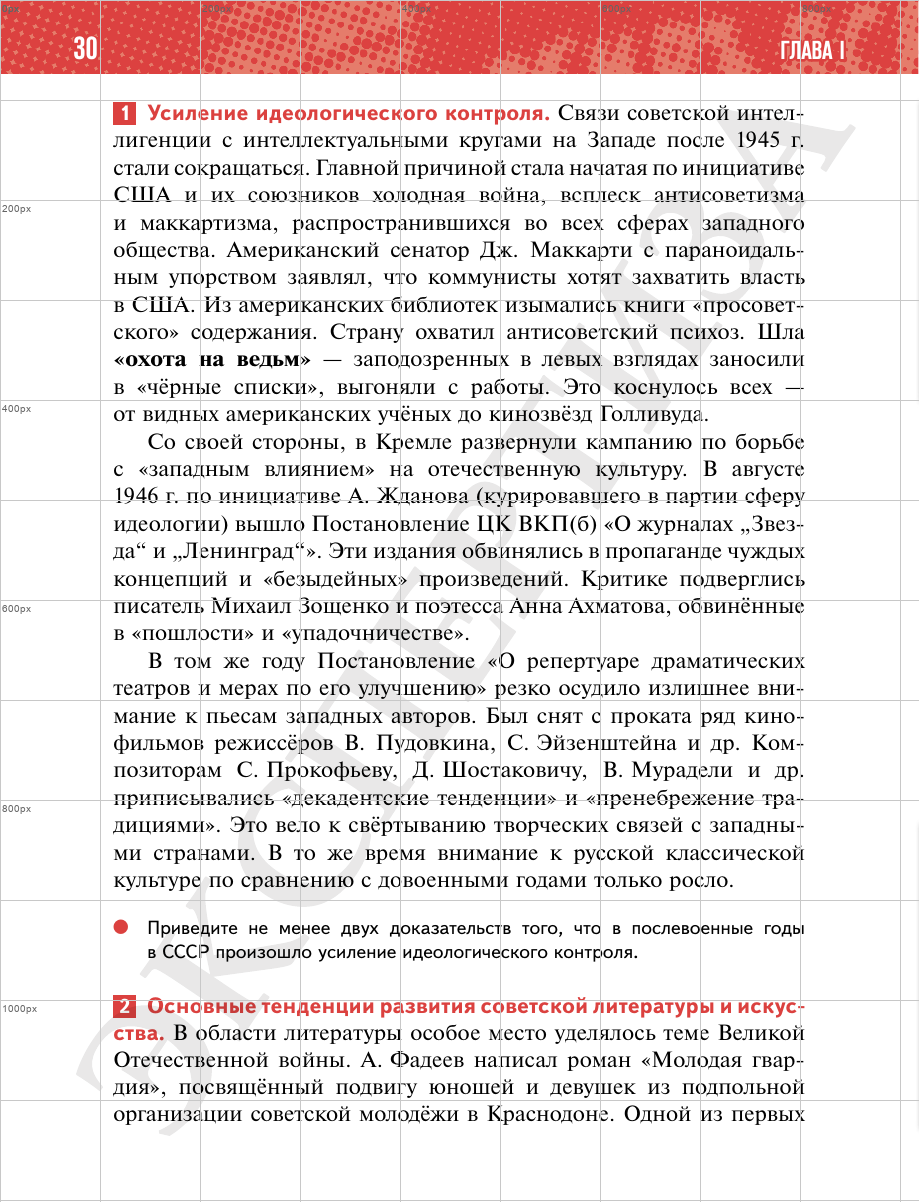 30
ГЛАВА I
1 Усиление идеологического контроля. Связи советской интел-
лигенции с интеллектуальными кругами на Западе после 1945 г.
стали сокращаться. Главной причиной стала начатая по инициативе
США и их союзников холодная война, всплеск антисоветизма
и маккартизма, распространившихся во всех сферах западного
общества. Американский сенатор Дж. Маккарти с параноидаль-
ным упорством заявлял, что коммунисты хотят захватить власть
в США. Из американских библиотек изымались книги «просовет-
ского» содержания. Страну охватил антисоветский психоз. Шла
«охота на ведьм» — заподозренных в левых взглядах заносили
в «чёрные списки», выгоняли с работы. Это коснулось всех —
от видных американских учёных до кинозвёзд Голливуда.
Со своей стороны, в Кремле развернули кампанию по борьбе
с «западным влиянием» на отечественную культуру. В августе
1946 г. по инициативе А. Жданова (курировавшего в партии сферу
идеологии) вышло Постановление ЦК ВКП(б) «О журналах „Звез-
да“ и „Ленинград“». Эти издания обвинялись в пропаганде чуждых
концепций и «безыдейных» произведений. Критике подверглись
писатель Михаил Зощенко и поэтесса Анна Ахматова, обвинённые
в «пошлости» и «упадочничестве».
В том же году Постановление «О репертуаре драматических
театров и мерах по его улучшению» резко осудило излишнее вни-
мание к пьесам западных авторов. Был снят с проката ряд кино-
фильмов режиссёров В. Пудовкина, С. Эйзенштейна и др. Ком-
позиторам С. Прокофьеву, Д. Шостаковичу, В. Мурадели и др.
приписывались «декадентские тенденции» и «пренебрежение тра-
дициями». Это вело к свёртыванию творческих связей с западны-
ми странами. В то же время внимание к русской классической
культуре по сравнению с довоенными годами только росло.
Приведите не менее двух доказательств того, что в послевоенные годы
в СССР произошло усиление идеологического контроля.
2 Основные тенденции развития советской литературы и искус-
ства. В области литературы особое место уделялось теме Великой
Отечественной войны. А. Фадеев написал роман «Молодая гвар-
дия», посвящённый подвигу юношей и девушек из подпольной
организации советской молодёжи в Краснодоне. Одной из первых
ЭКСПЕРТИЗА
200px
400px
600px
800px
1000px